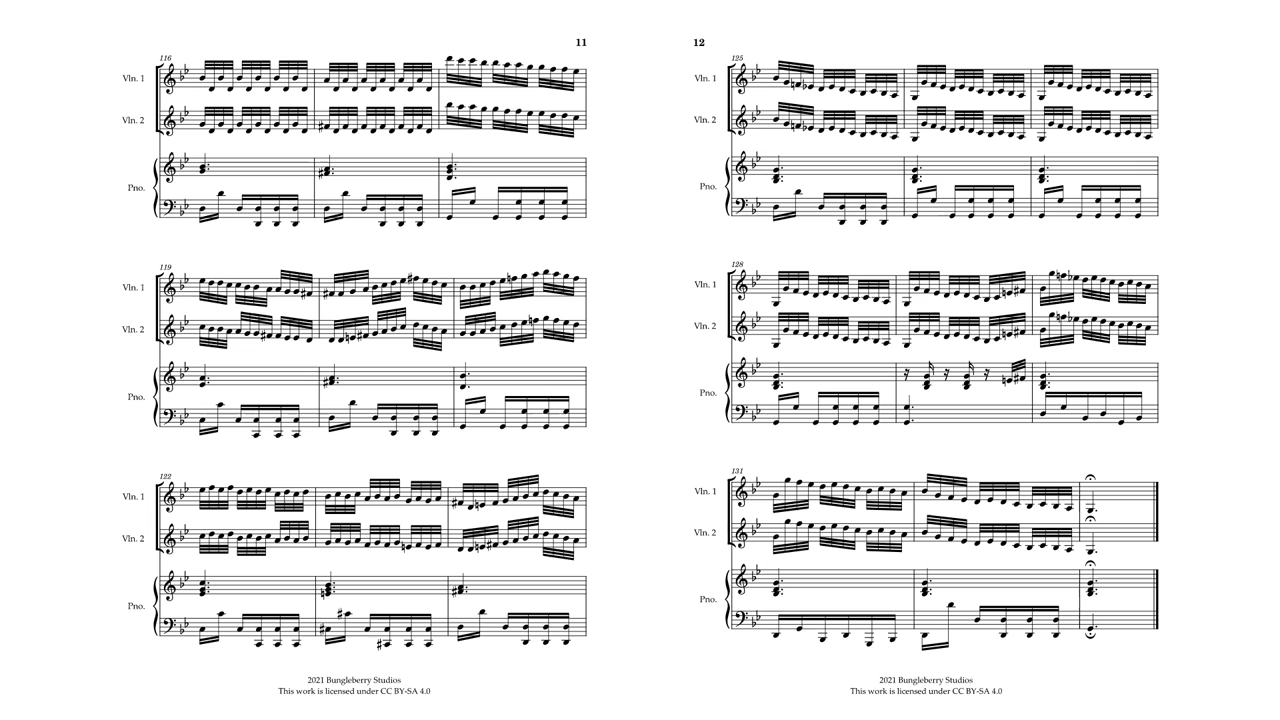 11
116
Vln. 1
Vln. 2
Pno.
119
Vln. 1
Vln. 2
Pno.
122
Vln. 1
Vln. 2
Pno.
2021 Bungleberry Studios
This work is licensed under CC BY-SA 4.0
12
125
Vln. 1
Vln. 2
Pno.
128
Vln. 1
Vln. 2
Pno.
131
Vln. 1
Vln. 2
Pno.
2021 Bungleberry Studios
This work is licensed under CC BY-SA 4.0